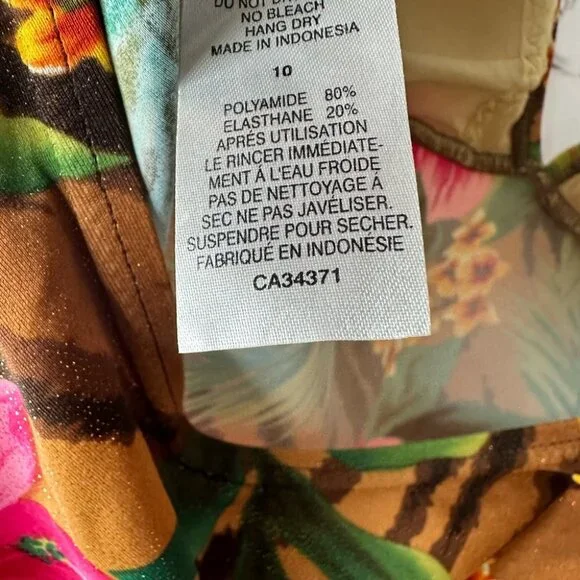 DO NOT DRY
NO BLEACH
HANG DRY
MADE IN INDONESIA
10
POLYAMIDE 80%
ELASTHANE 20%
APRÈS UTILISATION
LE RINCER IMMÉDIATE-
MENT À L'EAU FROIDE
PAS DE NETTOYAGE À
SEC NE PAS JAVÉLISER.
SUSPENDRE POUR SECHER.
FABRIQUÉ EN INDONÉSIE
CA34371